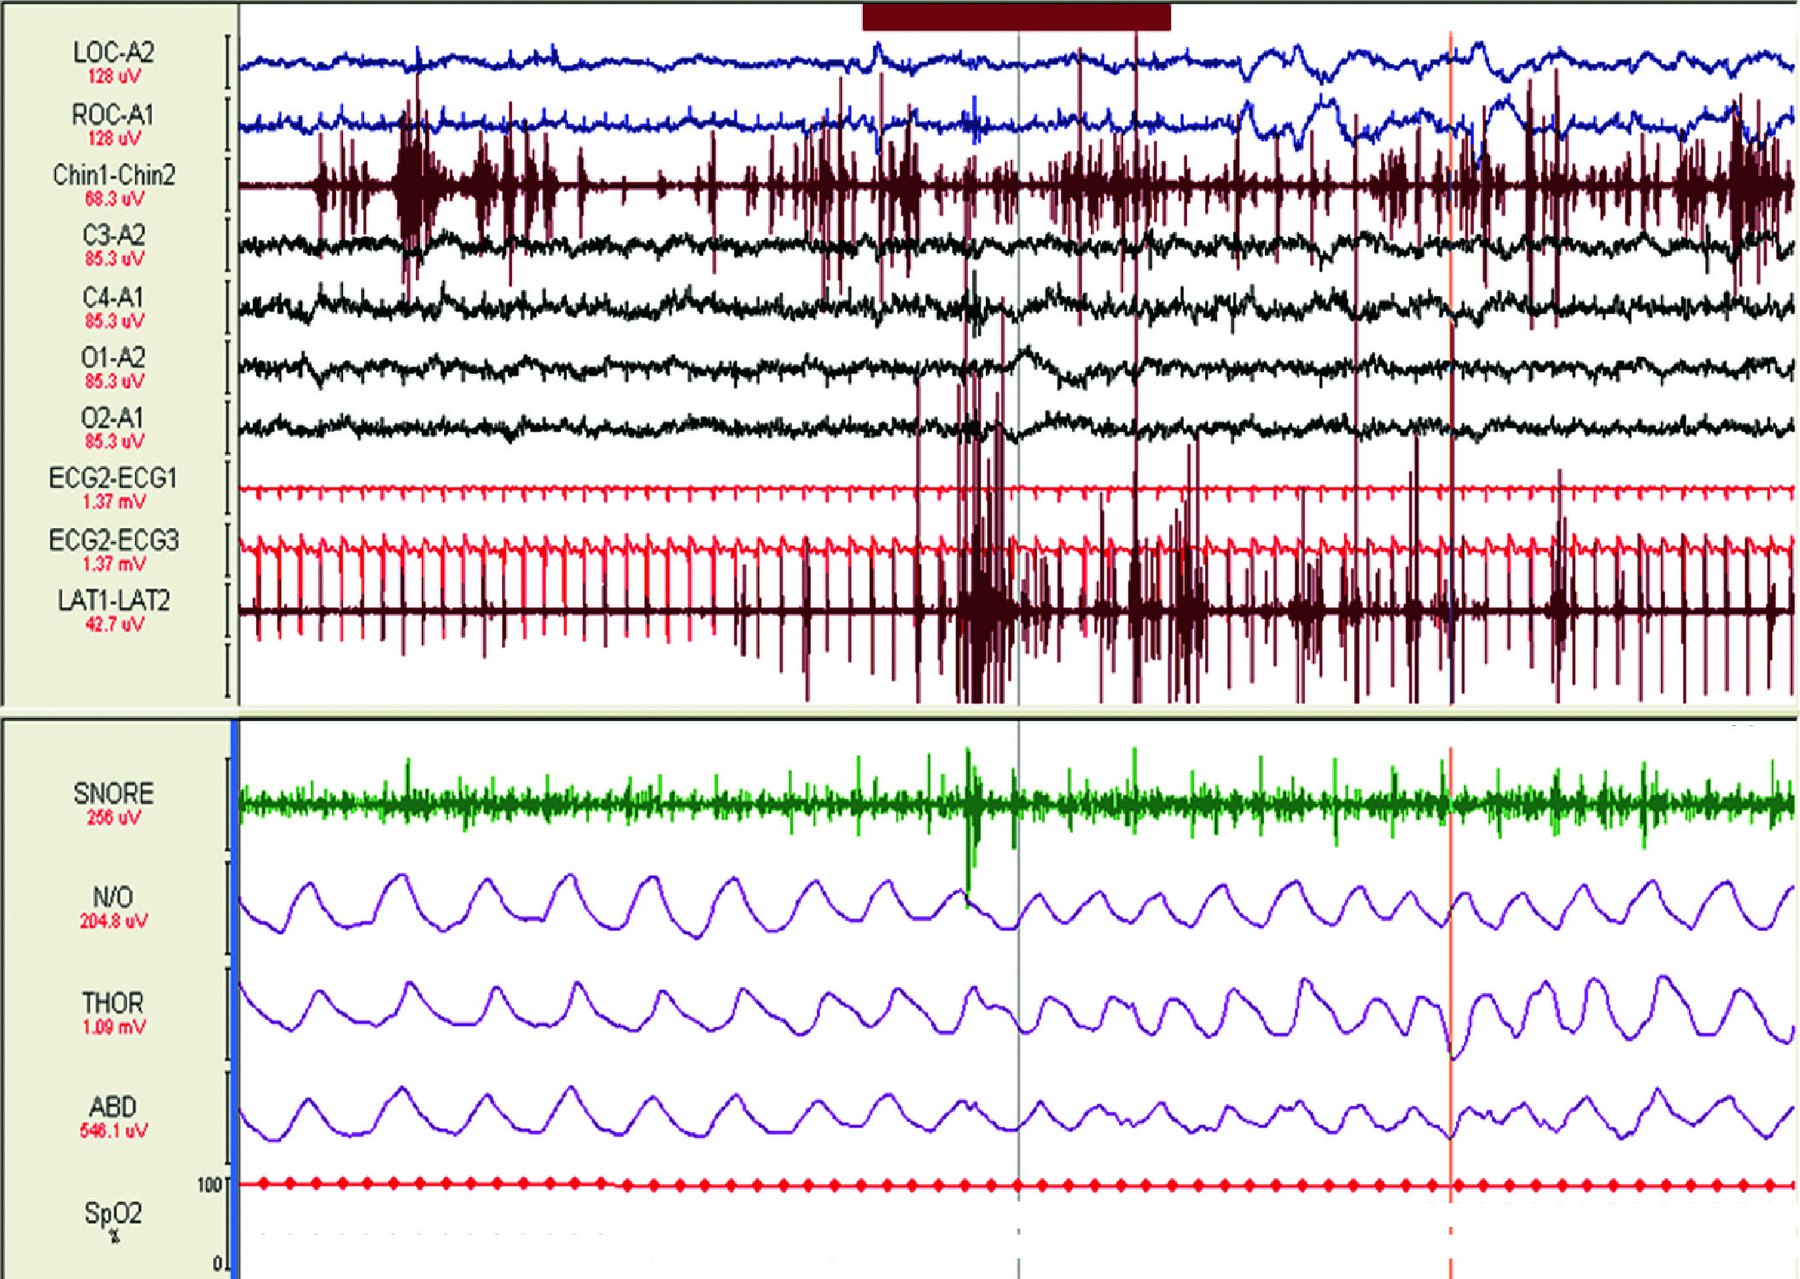 LOC-A2
128 uV
ROC-A1
128 uV
Chin1-Chin2
68.3 uV
C3-A2
85.3 uV
C4-A1
85.3 uV
O1-A2
85.3 uV
O2-A1
85.3 uV
ECG2-ECG1
1.37 mV
ECG2-ECG3
1.37 mV
LAT1-LAT2
42.7 uV
SNORE
256 uV
N/O
204.8 uV
THOR
1.09 mV
ABD
546.1 uV
100
SpO2
%
0